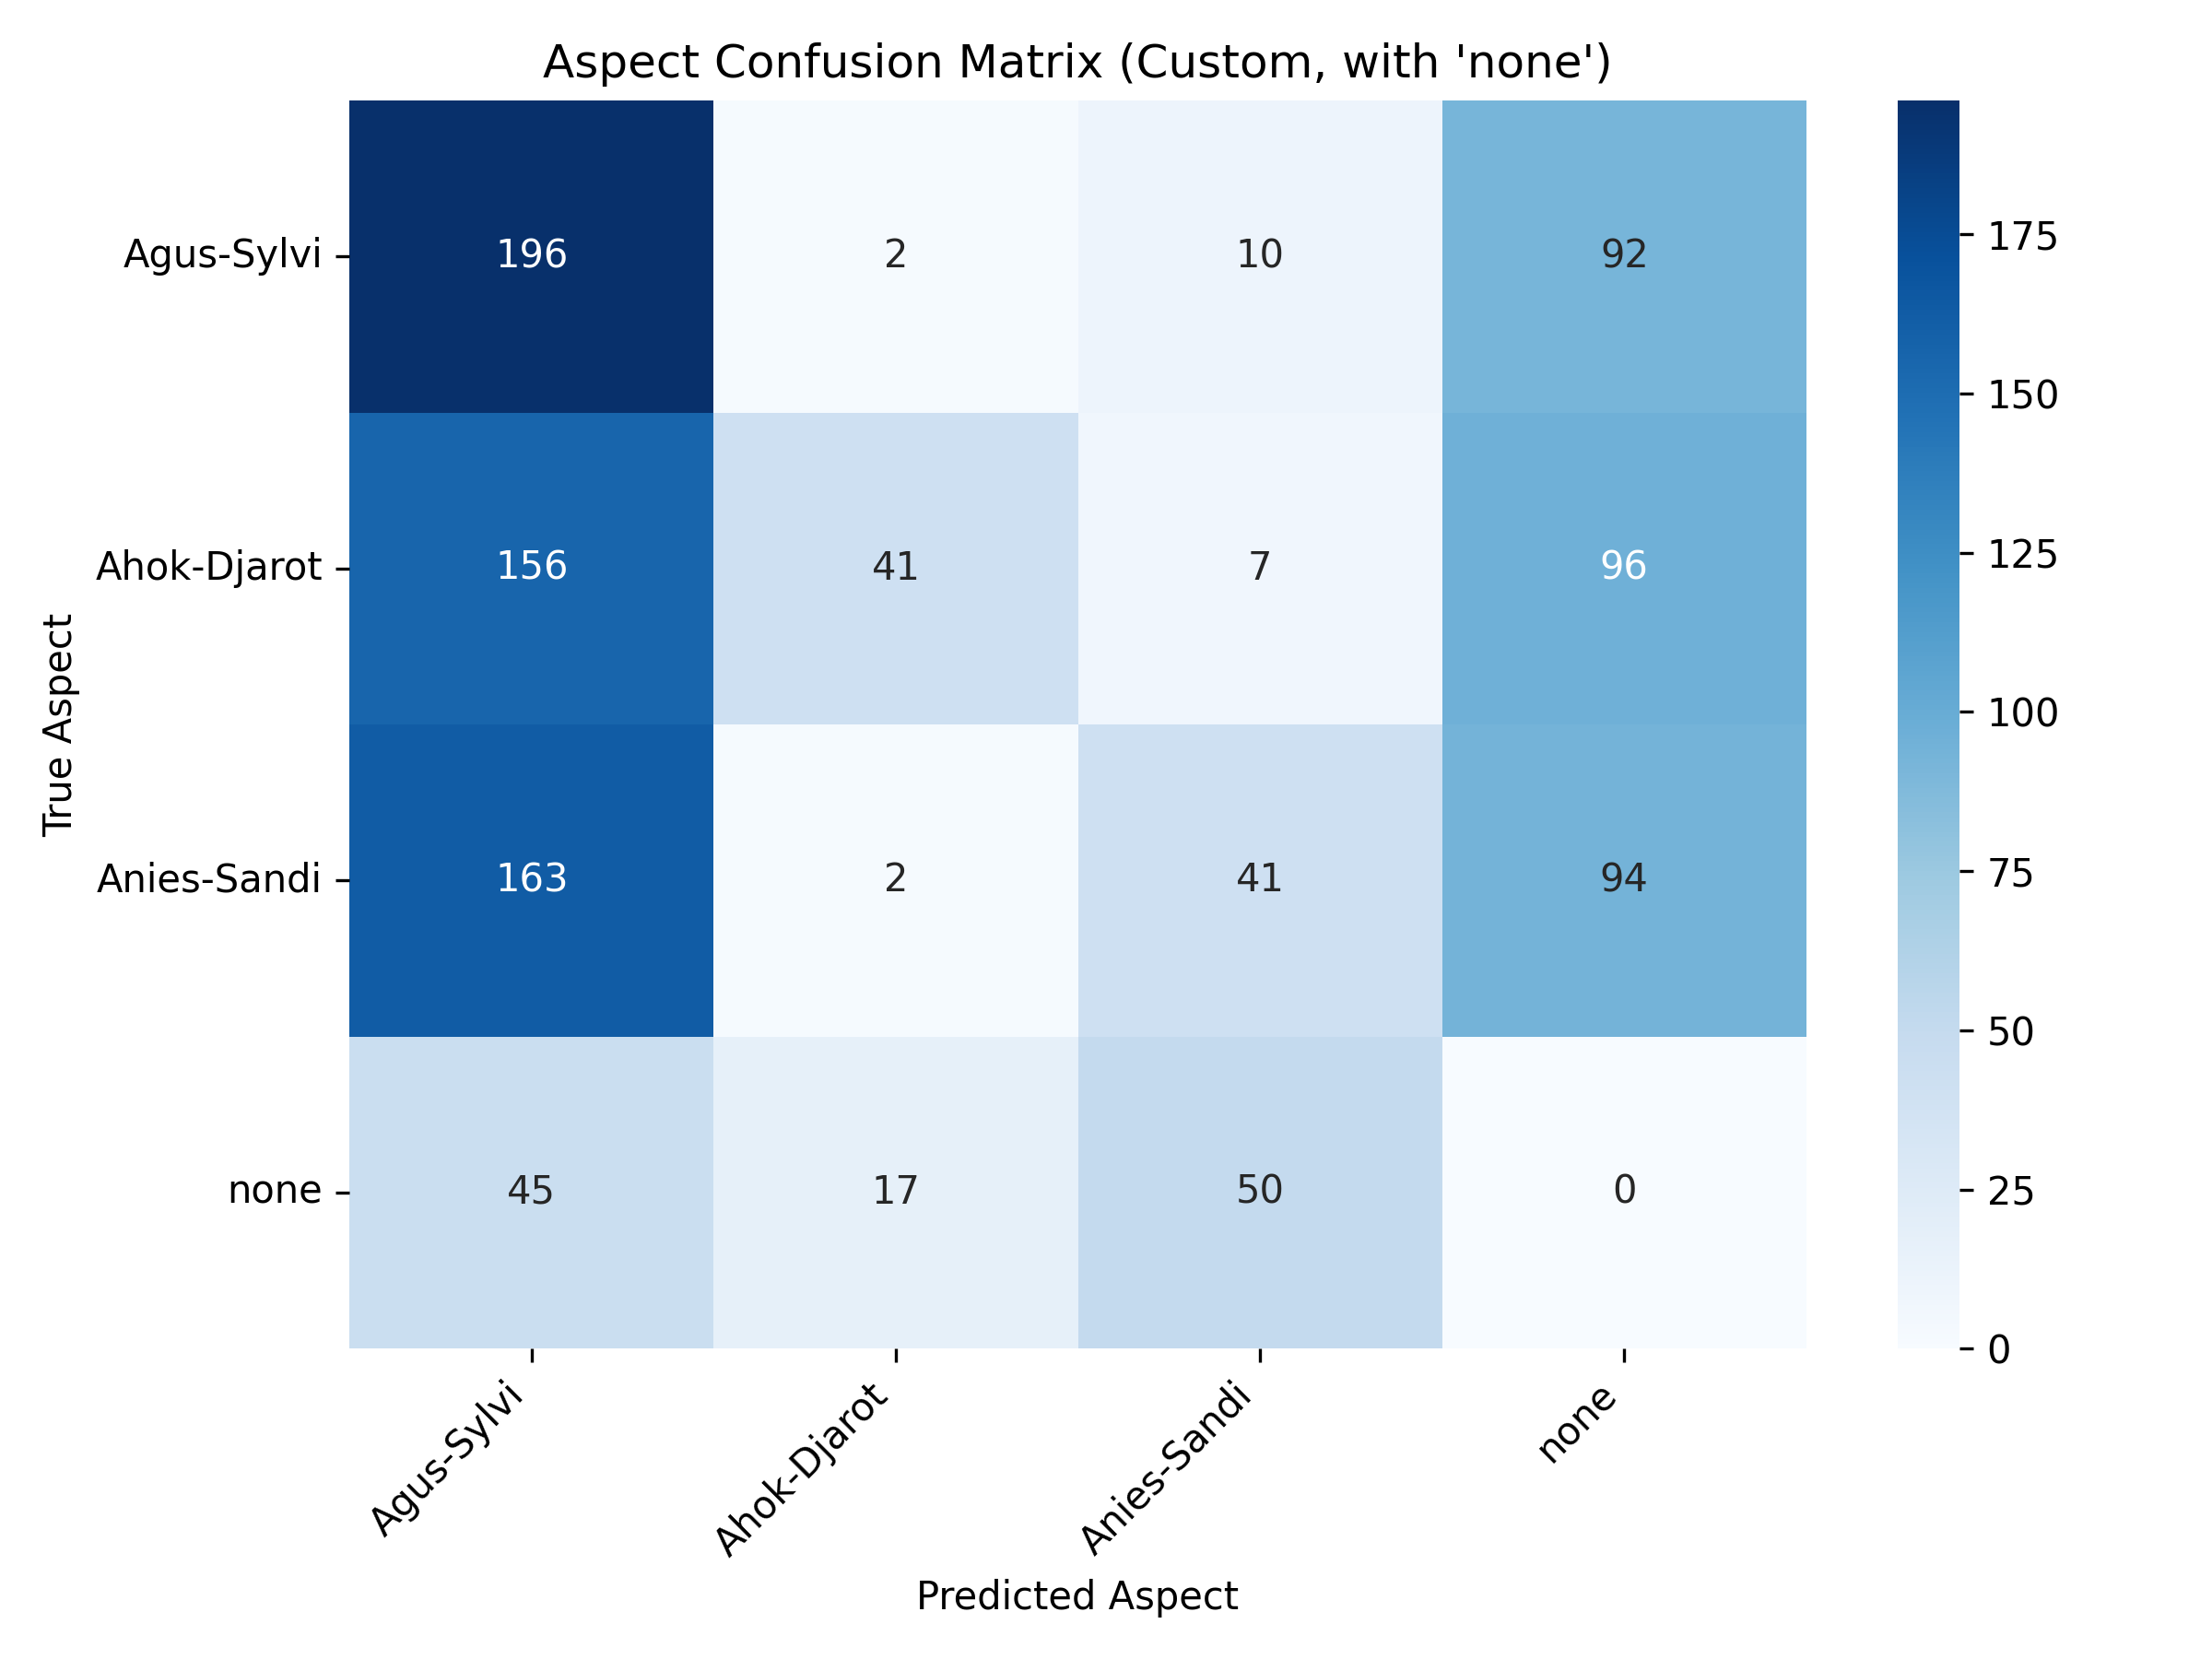 Aspect Confusion Matrix (Custom, with 'none')
True Aspect
Agus-Sylvi 196 2 10 92
Ahok-Djarot 156 41 7 96
Anies-Sandi 163 2 41 94
none 45 17 50 0
Agus-Sylvi Ahok-Djarot Anies-Sandi none
Predicted Aspect
175
150
125
100
75
50
25
0